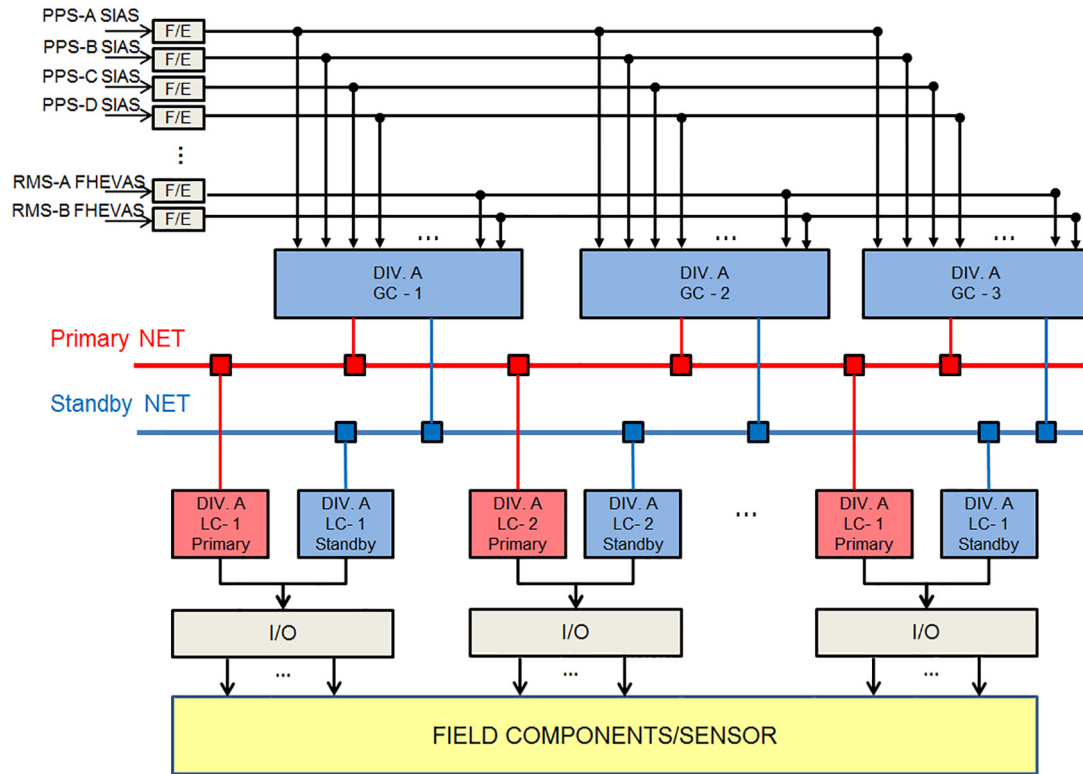 PPS-A SIAS
F/E
PPS-B SIAS
F/E
PPS-C SIAS
F/E
PPS-D SIAS
F/E
...
RMS-A FHEVAS
F/E
RMS-B FHEVAS
F/E
...
...
...
DIV. A
GC - 1
DIV. A
GC - 2
DIV. A
GC - 3
Primary NET
Standby NET
DIV. A
LC- 1
Primary
DIV. A
LC- 1
Standby
DIV. A
LC- 2
Primary
DIV. A
LC- 2
Standby
...
DIV. A
LC- 1
Primary
DIV. A
LC- 1
Standby
I/O
I/O
I/O
...
...
...
FIELD COMPONENTS/SENSOR